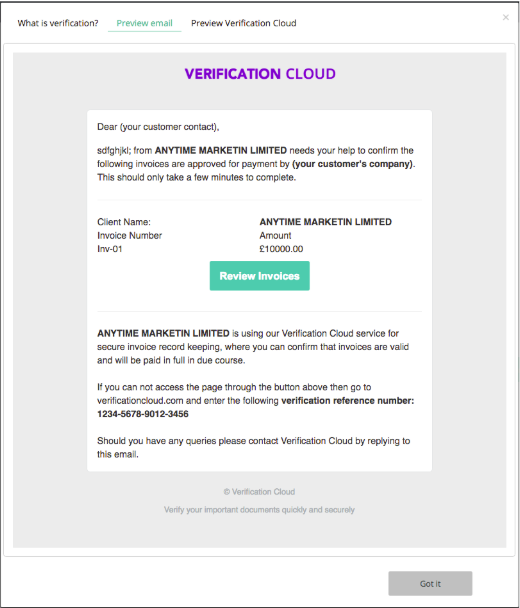 What is verification? Preview email Preview Verification Cloud ×
VERIFICATION CLOUD
Dear (your customer contact),
sdfghjkl; from ANYTIME MARKETIN LIMITED needs your help to confirm the
following invoices are approved for payment by (your customer's company).
This should only take a few minutes to complete.
Client Name: ANYTIME MARKETIN LIMITED
Invoice Number Amount
Inv-01 £10000.00
Review Invoices
ANYTIME MARKETIN LIMITED is using our Verification Cloud service for
secure invoice record keeping, where you can confirm that invoices are valid
and will be paid in full in due course.
If you can not access the page through the button above then go to
verificationcloud.com and enter the following verification reference number:
1234-5678-9012-3456
Should you have any queries please contact Verification Cloud by replying to
this email.
© Verification Cloud
Verify your important documents quickly and securely
Got it